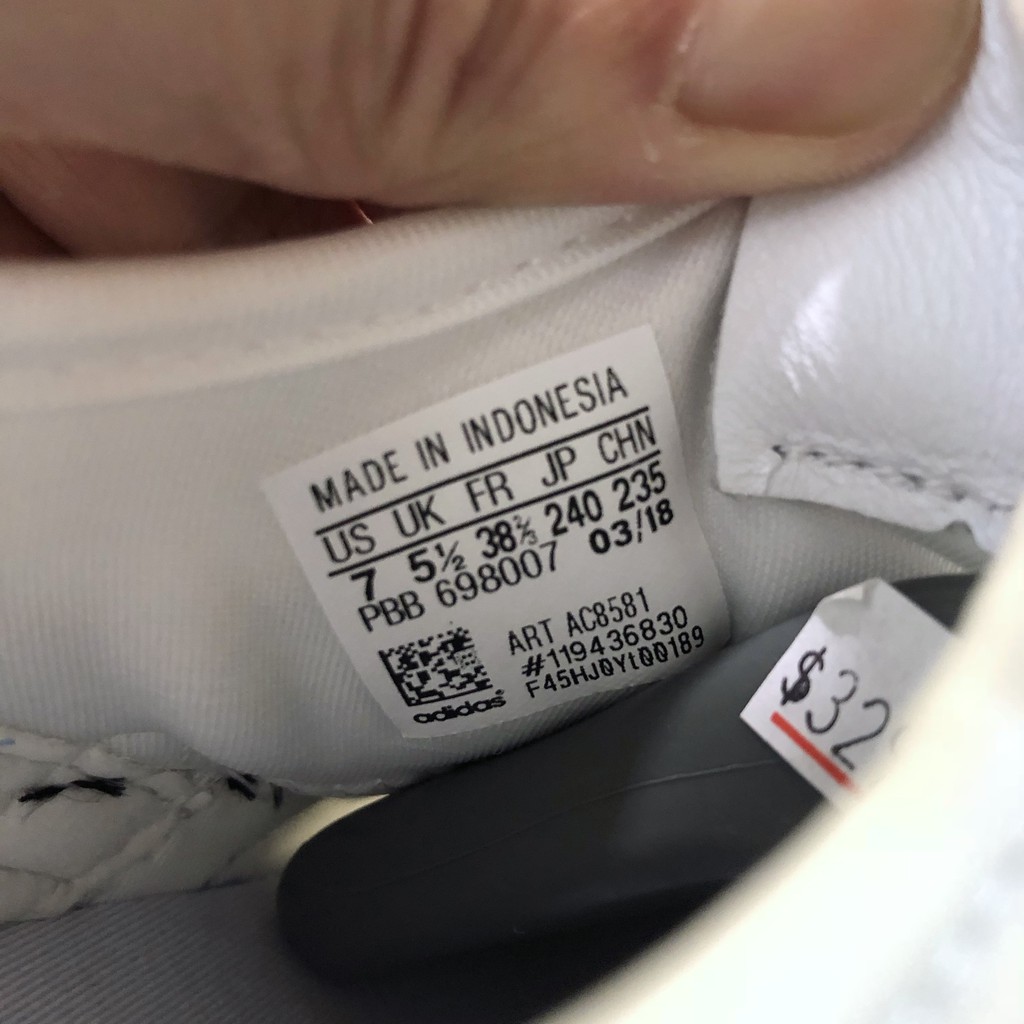 MADE IN INDONESIA
US UK FR JP CHN
7 5½ 38⅔ 240 235
PBB 698007 03/18
ART AC8581
#119436830
F45HJ0Yt00189
adidas
$32